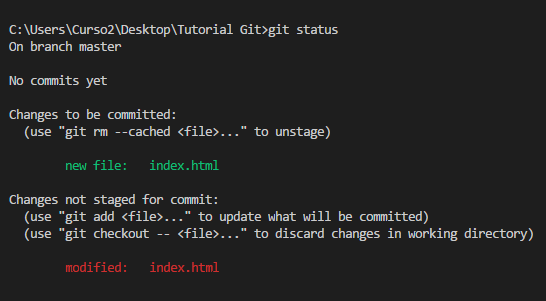 C:\Users\Curso2\Desktop\Tutorial Git>git status
On branch master
No commits yet
Changes to be committed:
(use "git rm --cached <file>..." to unstage)
new file: index.html
Changes not staged for commit:
(use "git add <file>..." to update what will be committed)
(use "git checkout -- <file>..." to discard changes in working directory)
modified: index.html